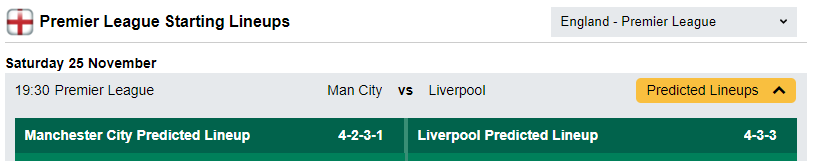 Premier League Starting Lineups
England - Premier League
Saturday 25 November
19:30 Premier League Man City vs Liverpool Predicted Lineups
Manchester City Predicted Lineup 4-2-3-1 Liverpool Predicted Lineup 4-3-3